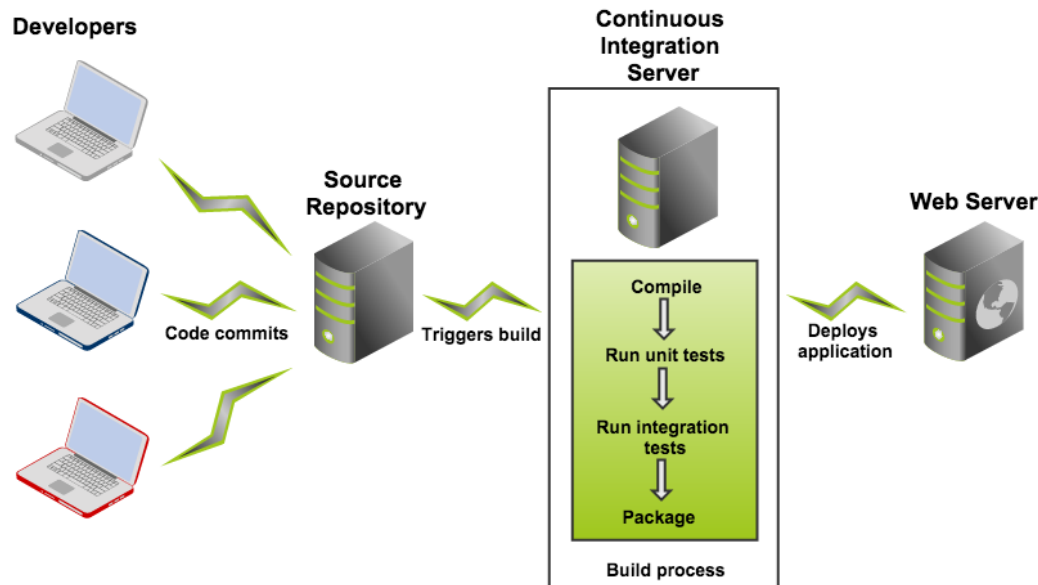 Developers
Source
Repository
Continuous
Integration
Server
Web Server
Code commits
Triggers build
Compile
Run unit tests
Run integration
tests
Package
Build process
Deploys
application